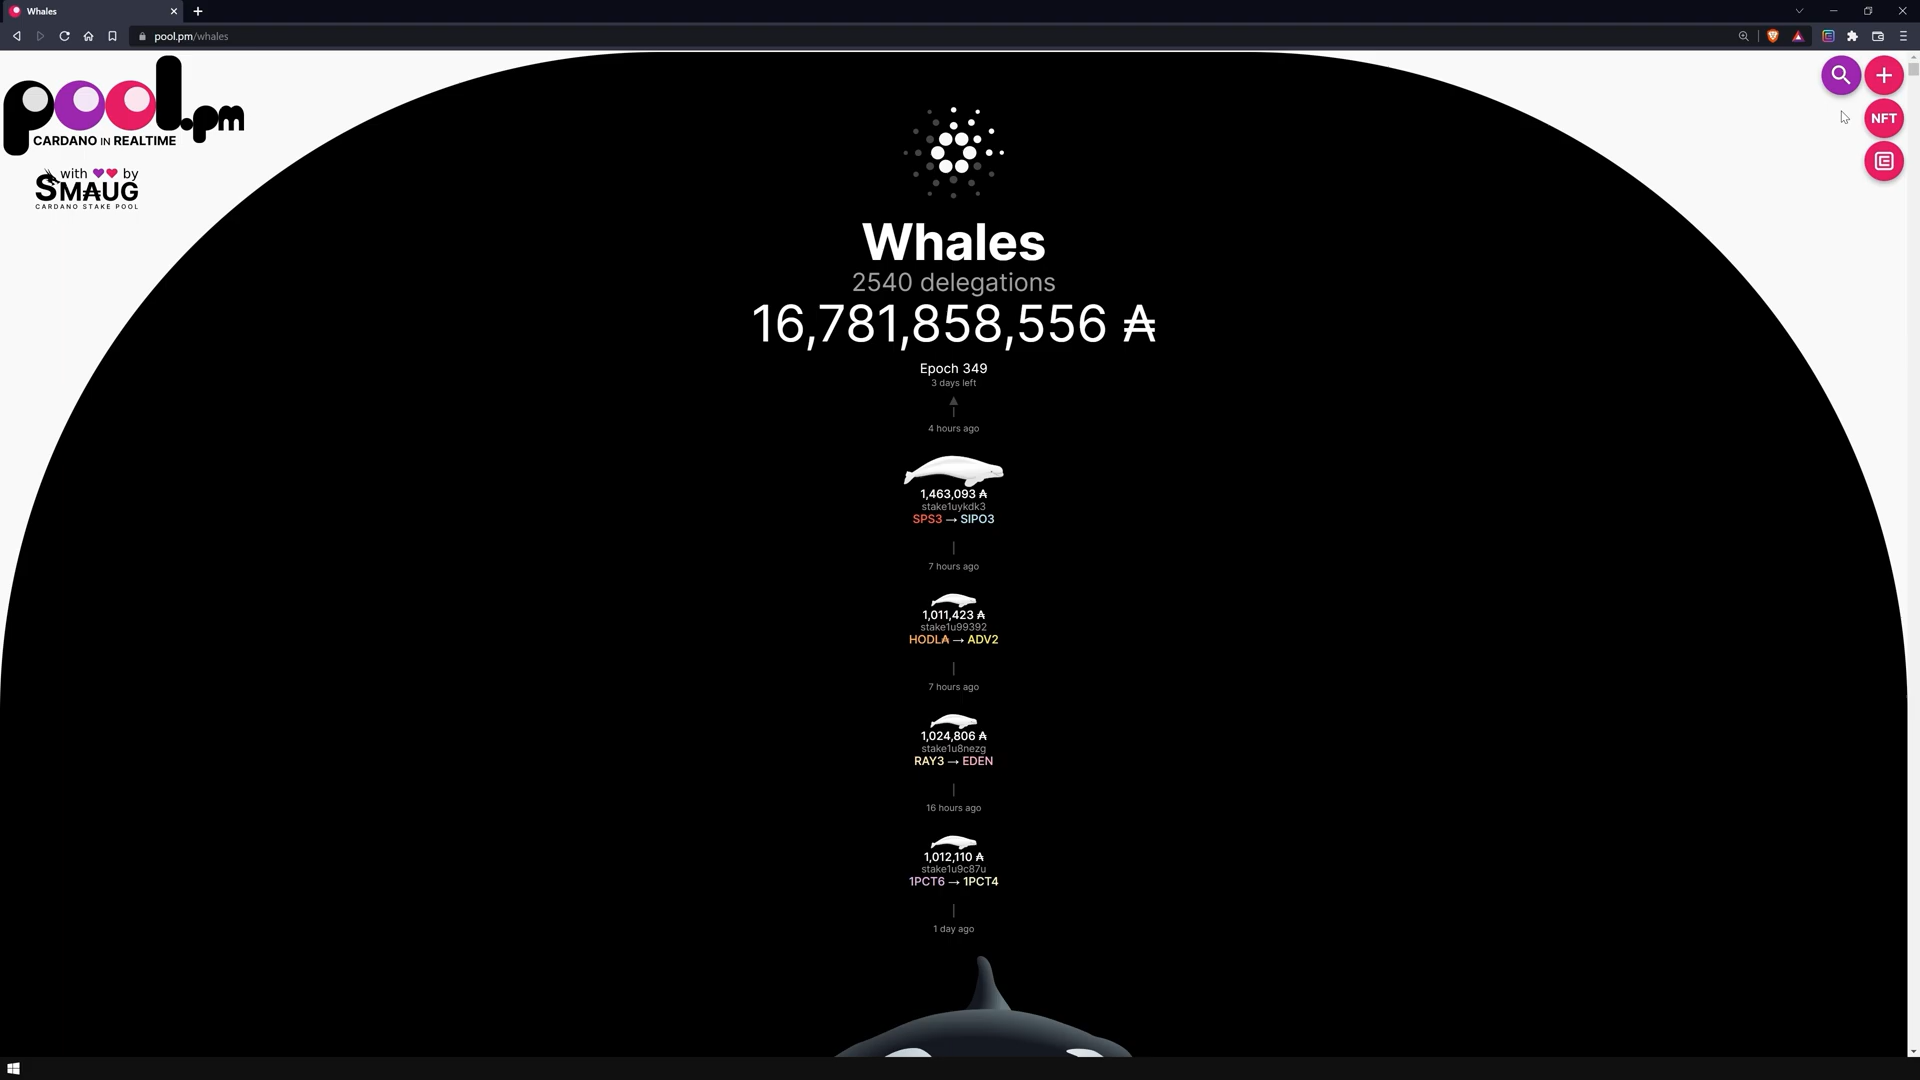 Whales
pool.pm/whales
pool.pm
CARDANO IN REALTIME
with 💜❤️ by
SMAUG
CARDANO STAKE POOL
NFT
Whales
2540 delegations
16,781,858,556 ₳
Epoch 349
3 days left
4 hours ago
1,463,093 ₳
stake1uykdk3
SPS3 → SIPO3
7 hours ago
1,011,423 ₳
stake1u99392
HODL₳ → ADV2
7 hours ago
1,024,806 ₳
stake1u8nezg
RAY3 → EDEN
16 hours ago
1,012,110 ₳
stake1u9c87u
1PCT6 → 1PCT4
1 day ago